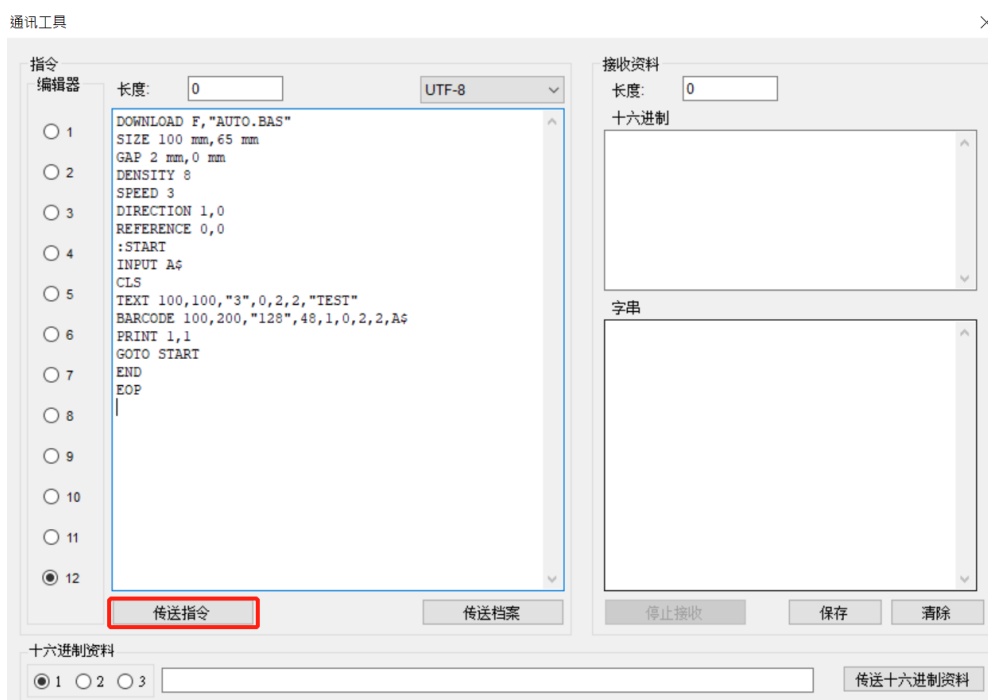 通讯工具
指令
编辑器
长度: 0 UTF-8
1
2
3
4
5
6
7
8
9
10
11
12
DOWNLOAD F,"AUTO.BAS"
SIZE 100 mm,65 mm
GAP 2 mm,0 mm
DENSITY 8
SPEED 3
DIRECTION 1,0
REFERENCE 0,0
:START
INPUT A$
CLS
TEXT 100,100,"3",0,2,2,"TEST"
BARCODE 100,200,"128",48,1,0,2,2,A$
PRINT 1,1
GOTO START
END
EOP
传送指令 传送档案
接收资料
长度: 0
十六进制
字串
停止接收 保存 清除
十六进制资料
1 2 3 传送十六进制资料